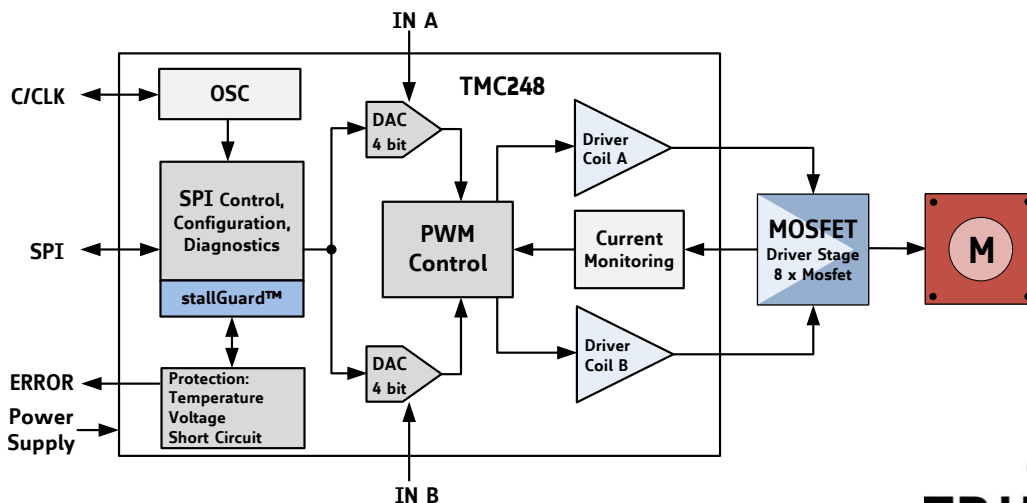 IN A
TMC248
C/CLK
OSC
DAC
4 bit
Driver
Coil A
SPI Control,
Configuration,
Diagnostics
SPI
stallGuard™
PWM
Control
Current
Monitoring
MOSFET
Driver Stage
8 x Mosfet
M
DAC
4 bit
Driver
Coil B
ERROR
Protection:
Temperature
Voltage
Short Circuit
Power
Supply
IN B